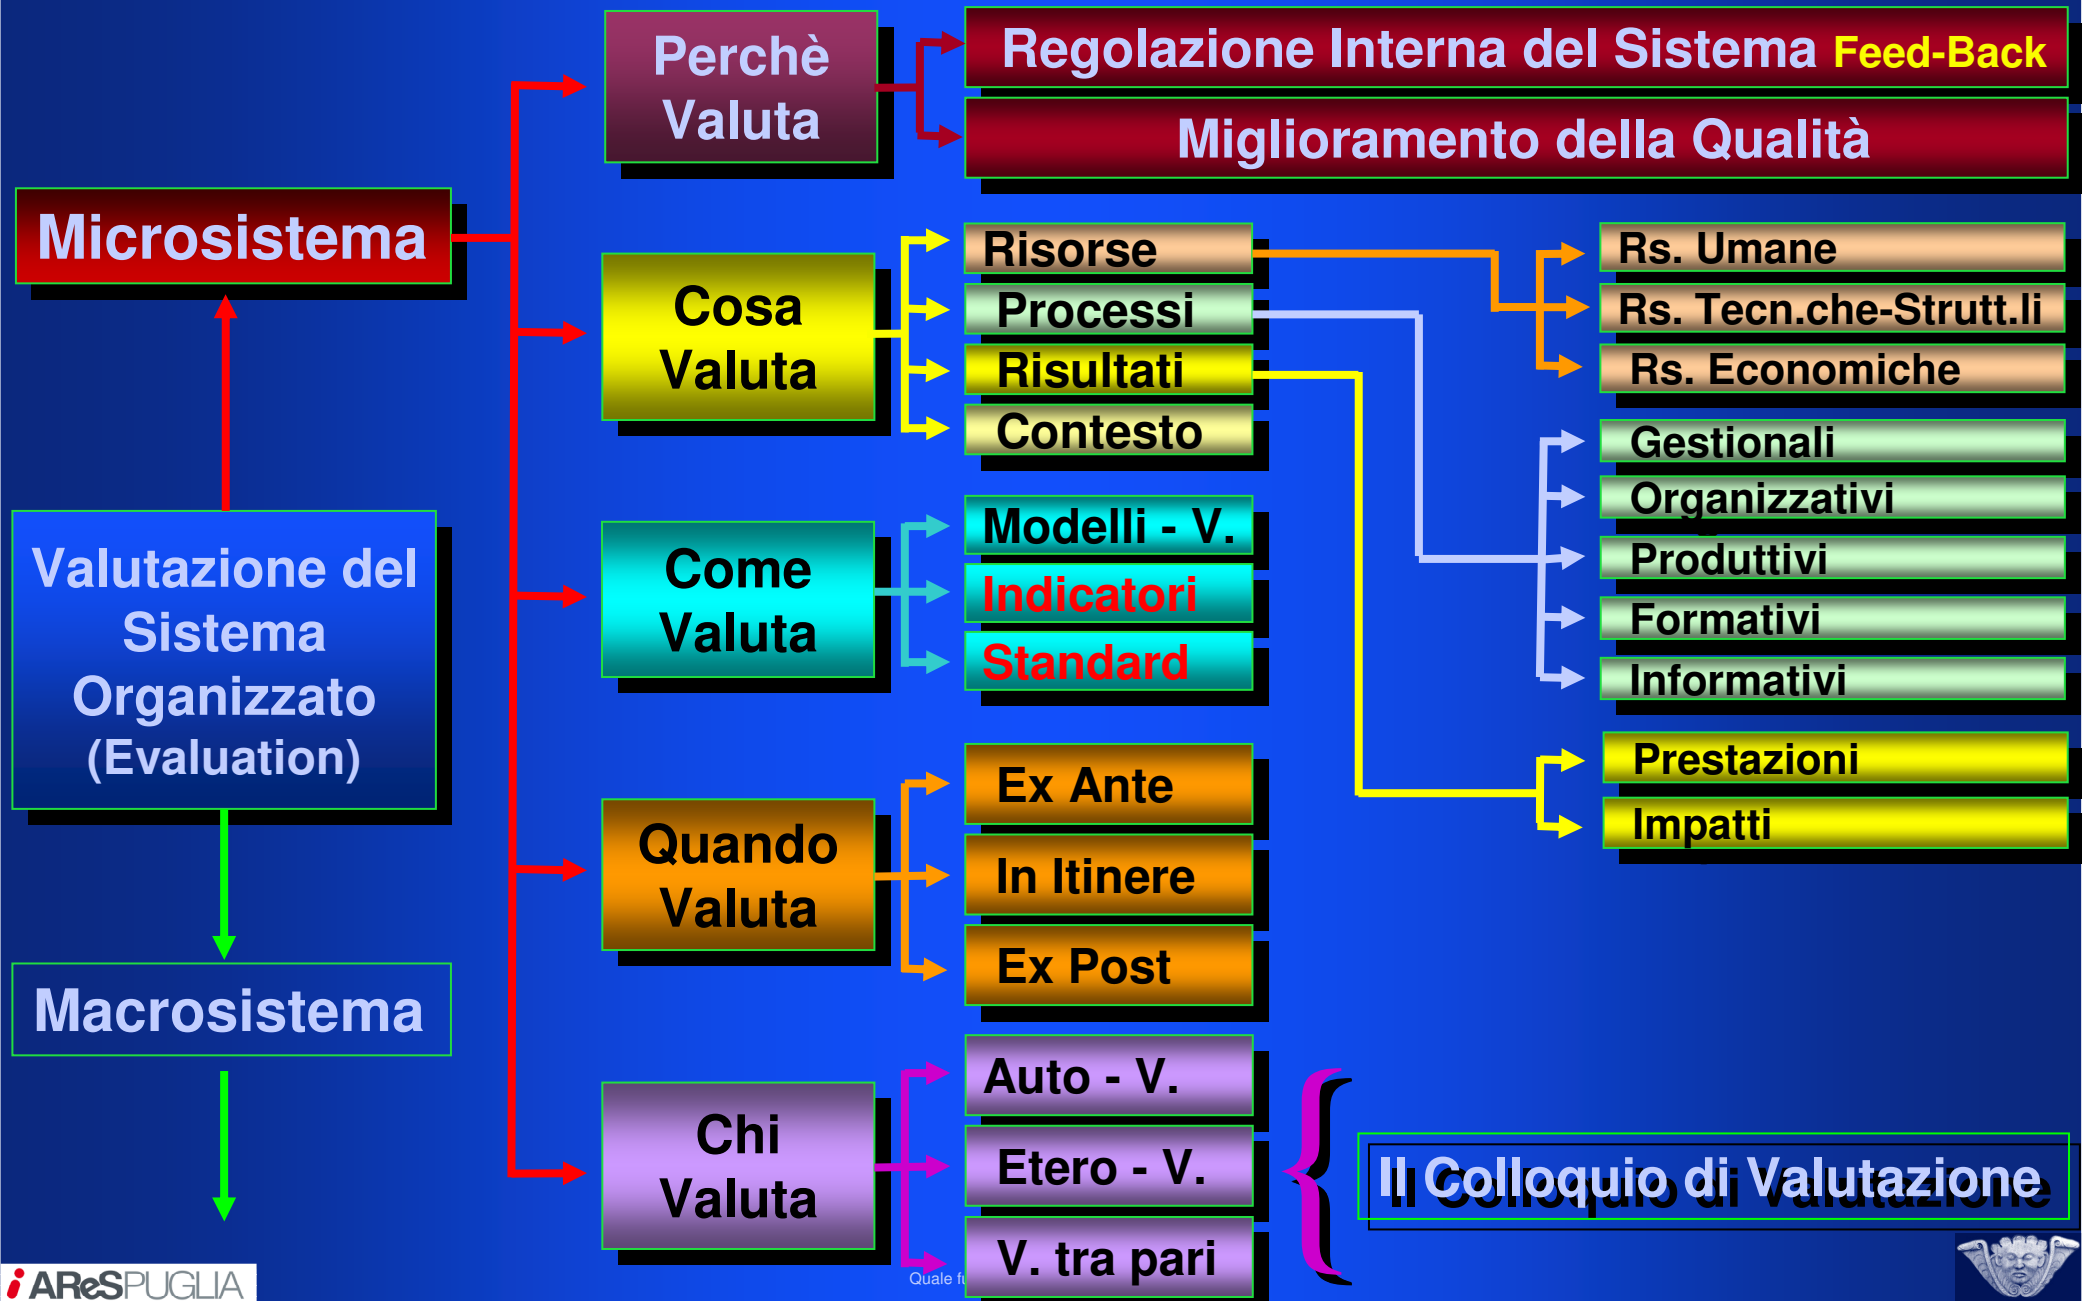 Perchè
Valuta
Regolazione Interna del Sistema Feed-Back
Miglioramento della Qualità
Microsistema
Cosa
Valuta
Risorse
Processi
Risultati
Contesto
Rs. Umane
Rs. Tecn.che-Strutt.li
Rs. Economiche
Gestionali
Organizzativi
Produttivi
Formativi
Informativi
Prestazioni
Impatti
Valutazione del
Sistema
Organizzato
(Evaluation)
Come
Valuta
Modelli - V.
Indicatori
Standard
Quando
Valuta
Ex Ante
In Itinere
Ex Post
Macrosistema
Chi
Valuta
Auto - V.
Etero - V.
V. tra pari
Il Colloquio di Valutazione
AReSPUGLIA
Quale